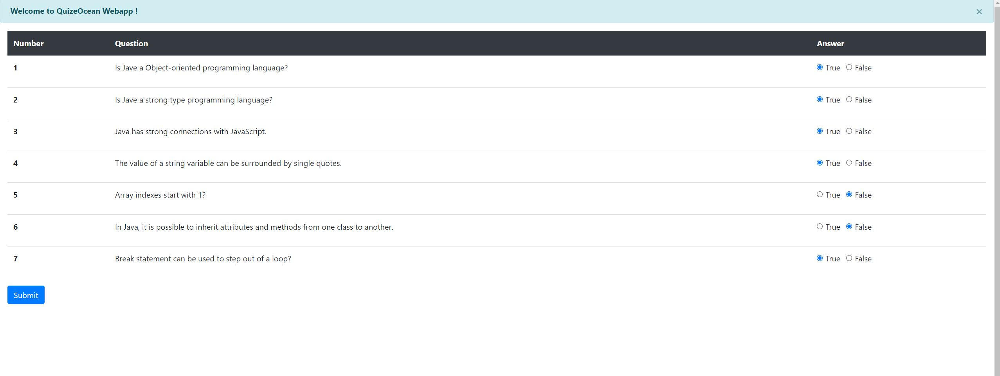 Welcome to QuizeOcean Webapp !
×
Number Question Answer
1 Is Jave a Object-oriented programming language? True False
2 Is Jave a strong type programming language? True False
3 Java has strong connections with JavaScript. True False
4 The value of a string variable can be surrounded by single quotes. True False
5 Array indexes start with 1? True False
6 In Java, it is possible to inherit attributes and methods from one class to another. True False
7 Break statement can be used to step out of a loop? True False
Submit